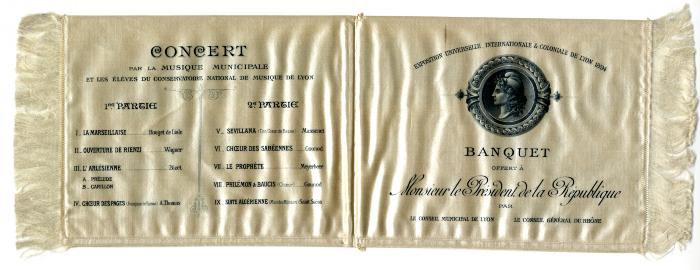 CONCERT
PAR LA MUSIQUE MUNICIPALE
ET LES ÉLÈVES DU CONSERVATOIRE NATIONAL DE MUSIQUE DE LYON
1re PARTIE
I. LA MARSEILLAISE Rouget de Lisle
II. OUVERTURE DE RIENZI Wagner
III. L'ARLÉSIENNE Bizet
A. PRÉLUDE
B. CARILLON
IV. CHŒUR DES PAGES A. Thomas
2e PARTIE
V. SEVILLANA Massenet
VI. CHŒUR DES SABÉENNES Gounod
VII. LE PROPHÈTE Meyerbeer
VIII. PHILÉMON & BAUCIS (Chœur) Gounod
IX. SUITE ALGÉRIENNE Saint Saëns
EXPOSITION UNIVERSELLE INTERNATIONALE & COLONIALE DE LYON 1894
BANQUET
OFFERT À
Monsieur le Président de la République
PAR
LE CONSEIL MUNICIPAL DE LYON LE CONSEIL GÉNÉRAL DU RHÔNE